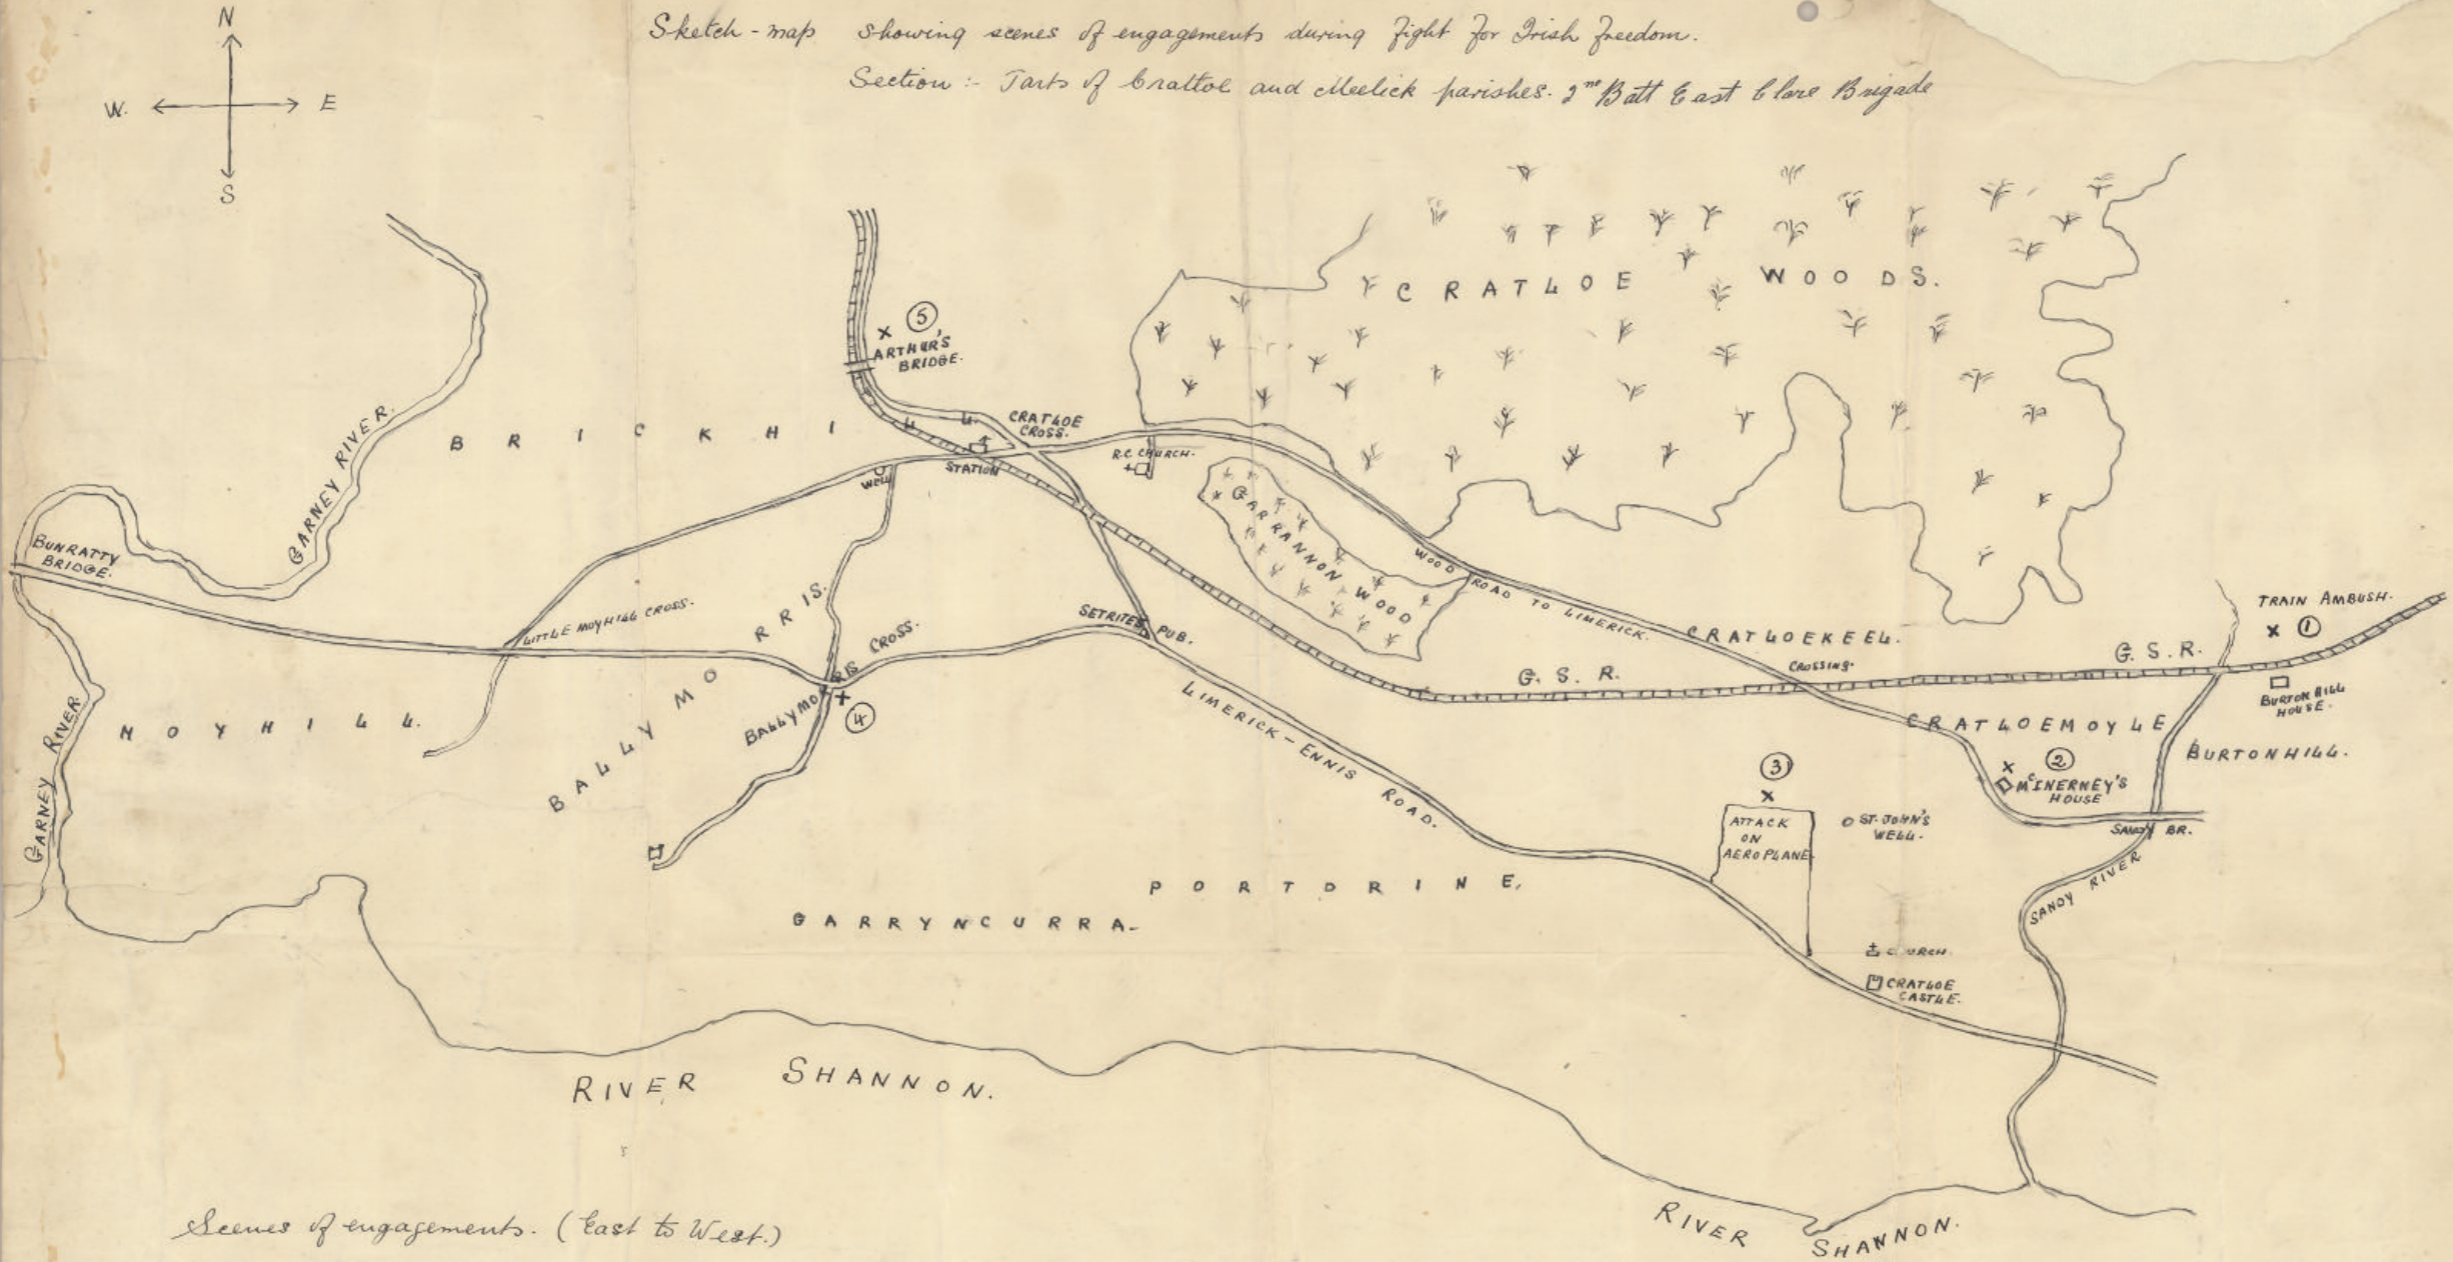 N
W. E
S
Sketch-map showing scenes of engagements during fight for Irish freedom.
Section :- Parts of Cratloe and Meelick parishes. 2nd Batt East Clare Brigade
CRATLOE WOODS.
5
ARTHUR'S
BRIDGE.
BRICKHILL
CRATLOE
CROSS.
STATION
WELL
R.C. CHURCH.
GARNEY RIVER.
BUNRATTY
BRIDGE.
GARRANNON WOOD
WOOD ROAD TO LIMERICK.
LITTLE MOYHILL CROSS.
SETRITES PUB.
BALLYMORRIS.
BALLYMORRIS CROSS.
4
TRAIN AMBUSH.
1
CRATLOEKEEL.
CROSSING.
G.S.R.
G.S.R.
BURTON HILL
HOUSE.
GARNEY RIVER
MOYHILL.
LIMERICK-ENNIS ROAD.
CRATLOEMOYLE
BURTONHILL.
2
McINERNEY'S
HOUSE
3
ATTACK
ON
AEROPLANE
ST. JOHN'S
WELL.
SANDY BR.
SANDY RIVER
PORTDRINE.
GARRYNCURRA-
CHURCH
CRATLOE
CASTLE.
RIVER SHANNON.
RIVER SHANNON.
Scenes of engagements. (East to West.)